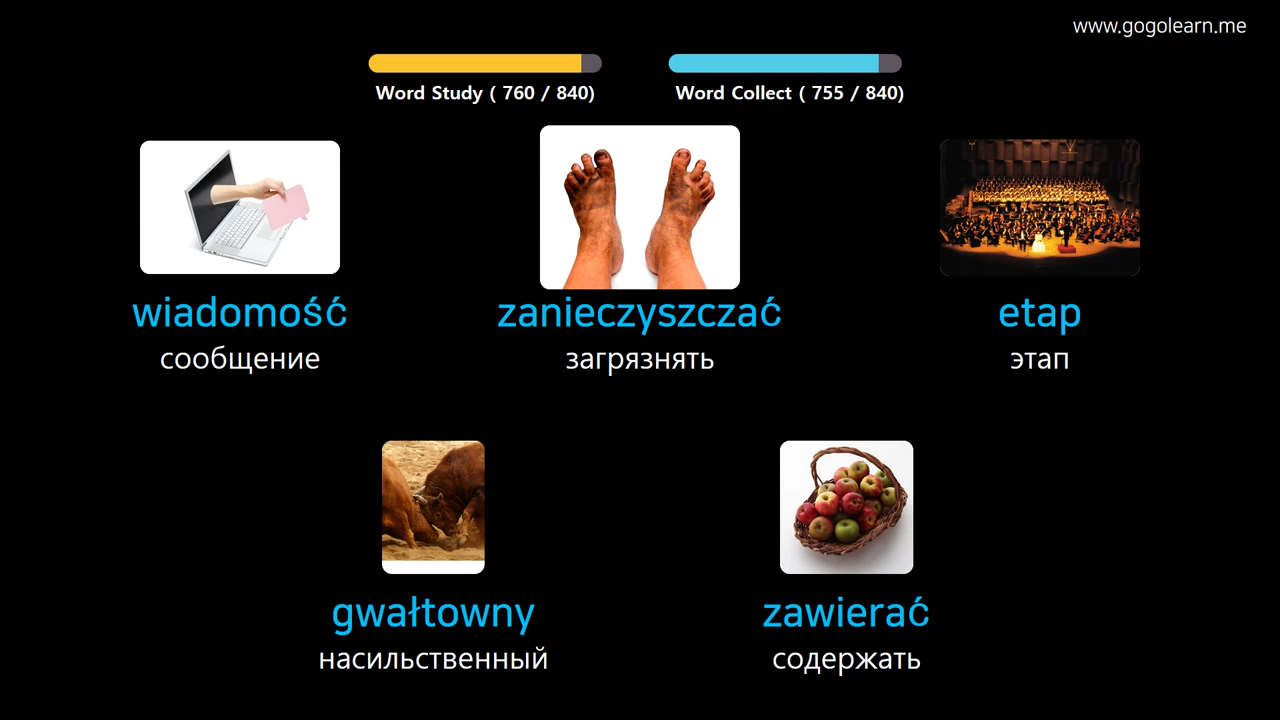 www.gogolearn.me
Word Study ( 760 / 840)
Word Collect ( 755 / 840)
wiadomość
сообщение
zanieczyszczać
загрязнять
etap
этап
gwałtowny
насильственный
zawierać
содержать